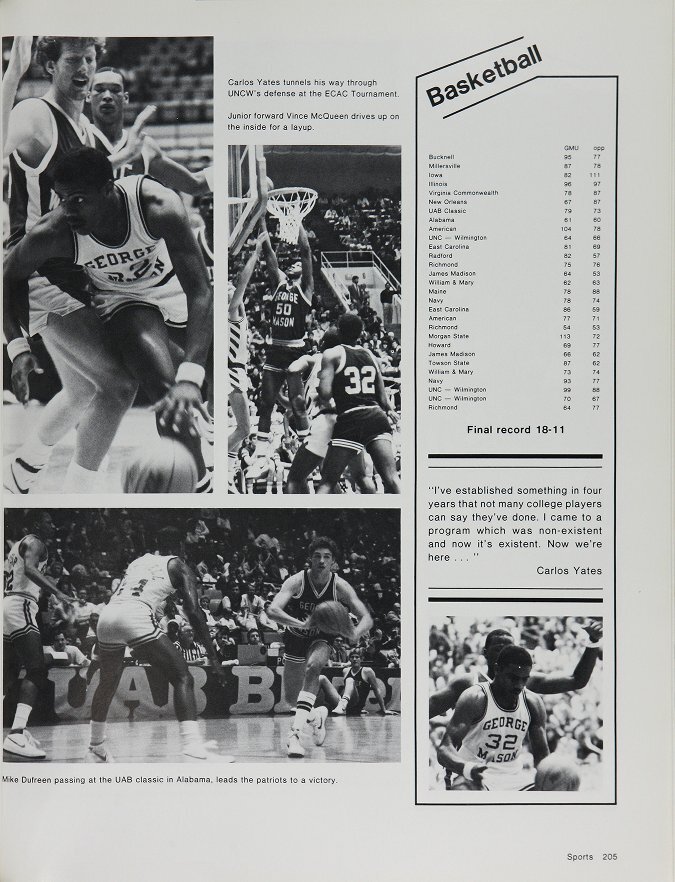 Carlos Yates tunnels his way through
UNCW's defense at the ECAC Tournament.
Junior forward Vince McQueen drives up on
the inside for a layup.
GEORGE
32
GEORGE
50
MASON
32
GEORGE
UAB
Mike Dufreen passing at the UAB classic in Alabama, leads the patriots to a victory.
Basketball
GMU opp
Bucknell 95 77
Millersville 87 78
Iowa 82 111
Illinois 96 97
Virginia Commonwealth 78 87
New Orleans 67 87
UAB Classic 79 73
Alabama 61 60
American 104 78
UNC — Wilmington 64 66
East Carolina 81 69
Radford 82 57
Richmond 75 76
James Madison 64 53
William & Mary 62 63
Maine 78 88
Navy 78 74
East Carolina 86 59
American 77 71
Richmond 54 53
Morgan State 113 72
Howard 69 77
James Madison 66 62
Towson State 87 62
William & Mary 73 74
Navy 93 77
UNC — Wilmington 99 88
UNC — Wilmington 70 67
Richmond 64 77
Final record 18-11
"I've established something in four
years that not many college players
can say they've done. I came to a
program which was non-existent
and now it's existent. Now we're
here . . . "
Carlos Yates
GEORGE
32
MASON
Sports 205